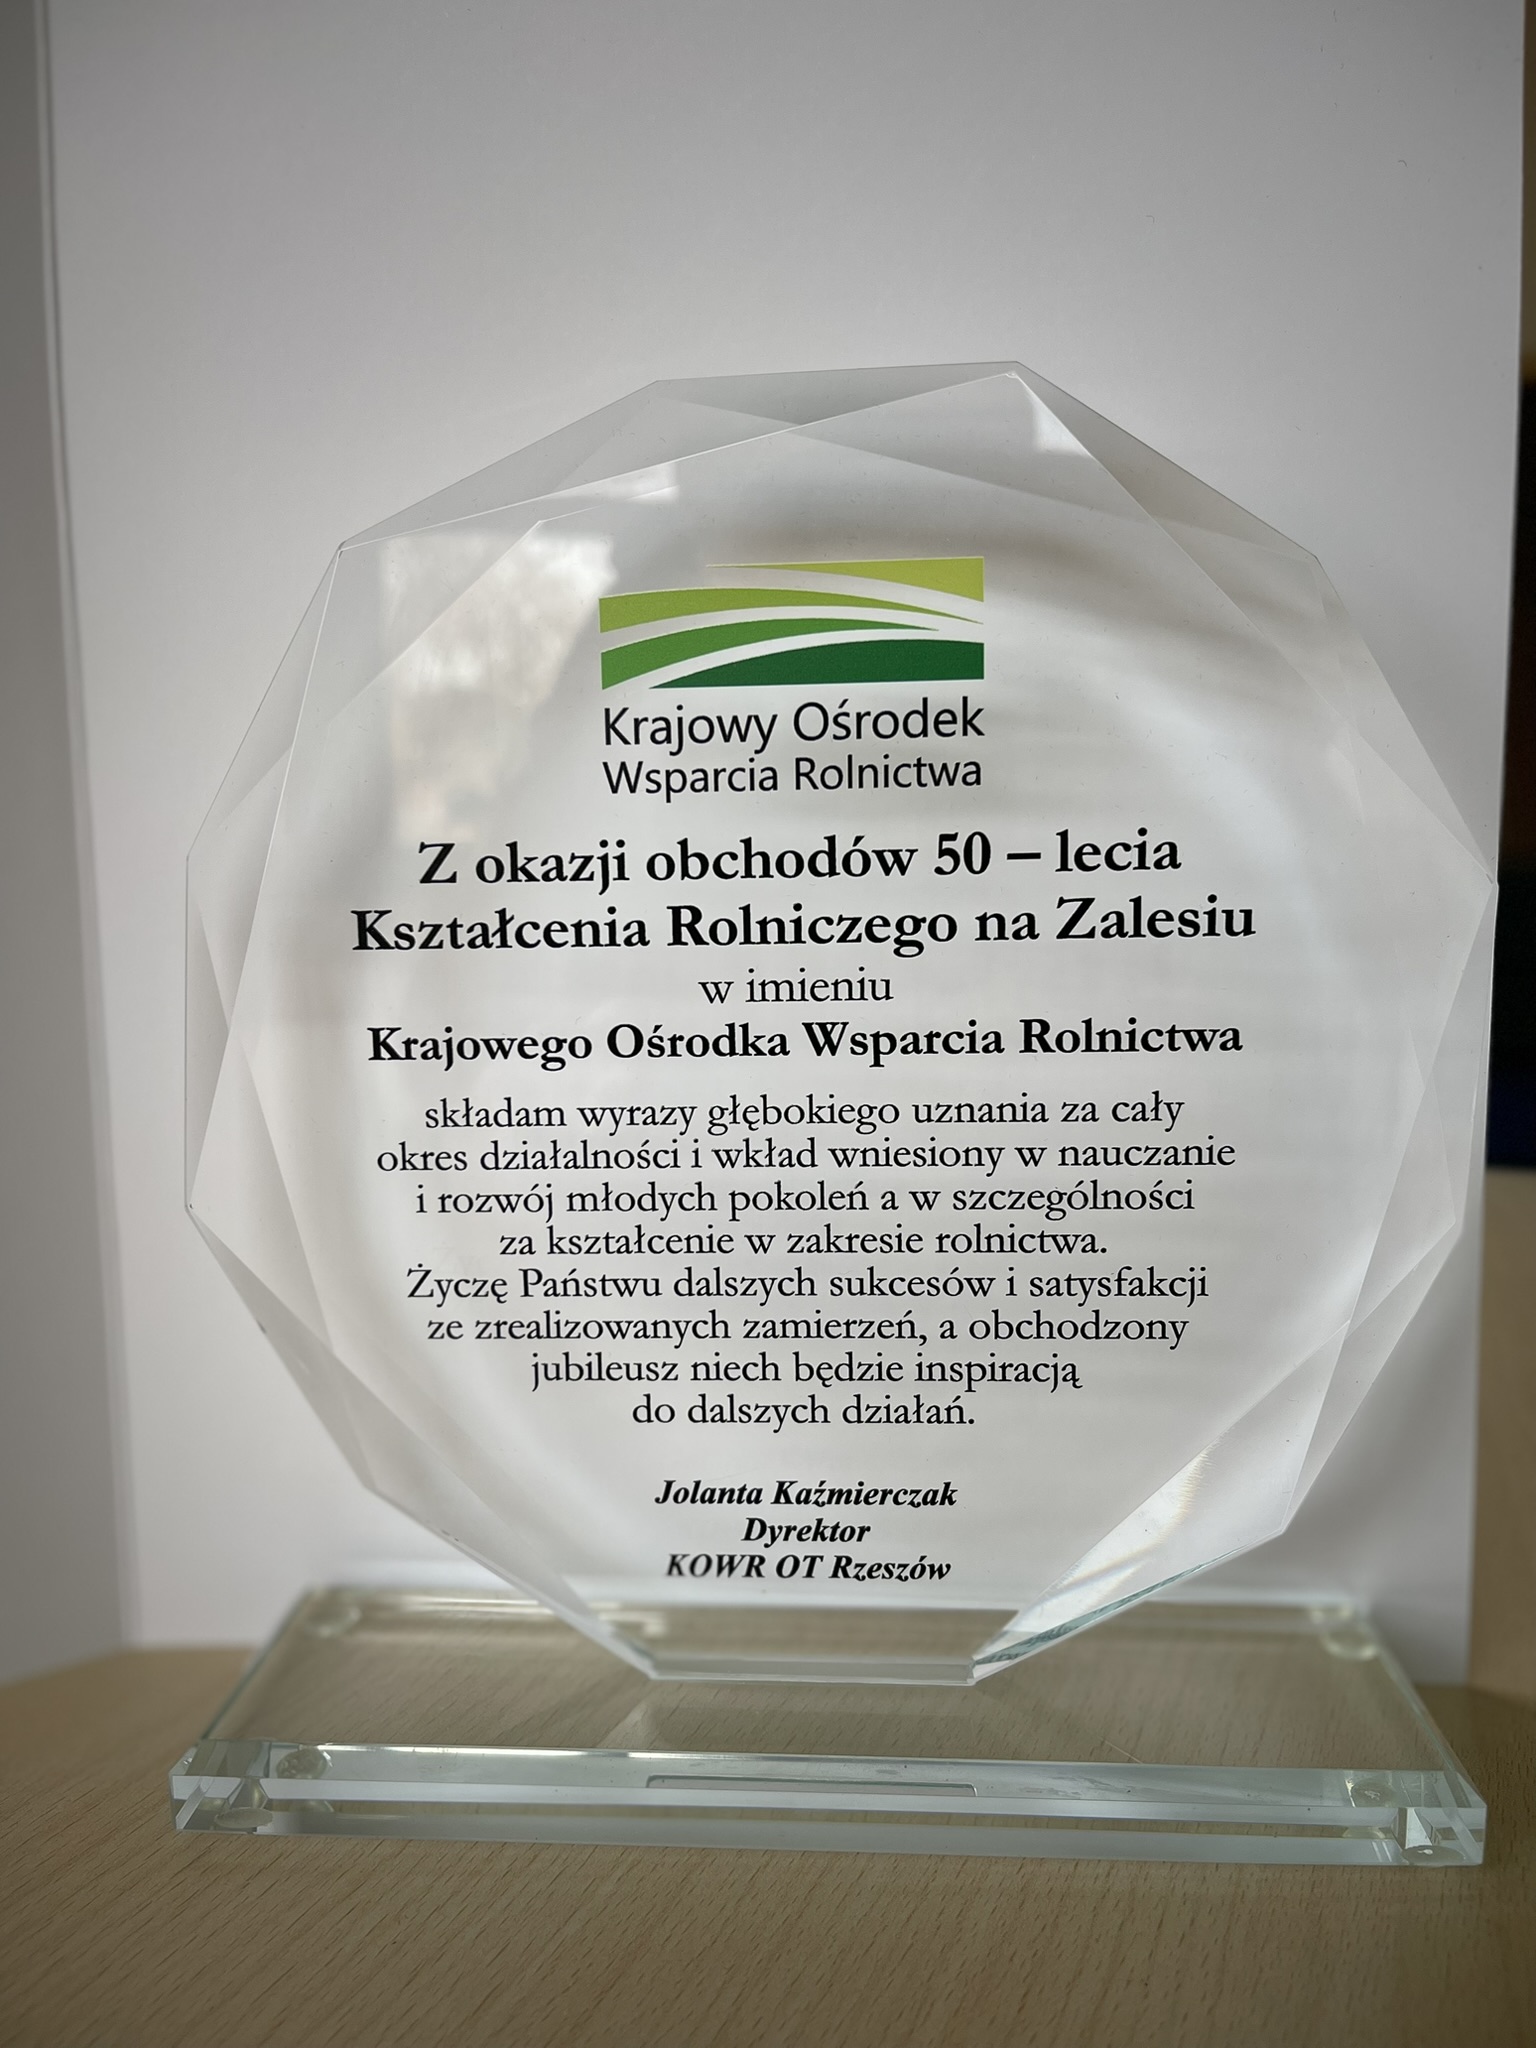 Krajowy Ośrodek
Wsparcia Rolnictwa
Z okazji obchodów 50 – lecia
Kształcenia Rolniczego na Zalesiu
w imieniu
Krajowego Ośrodka Wsparcia Rolnictwa
składam wyrazy głębokiego uznania za cały
okres działalności i wkład wniesiony w nauczanie
i rozwój młodych pokoleń a w szczególności
za kształcenie w zakresie rolnictwa.
Życzę Państwu dalszych sukcesów i satysfakcji
ze zrealizowanych zamierzeń, a obchodzony
jubileusz niech będzie inspiracją
do dalszych działań.
Jolanta Kaźmierczak
Dyrektor
KOWR OT Rzeszów